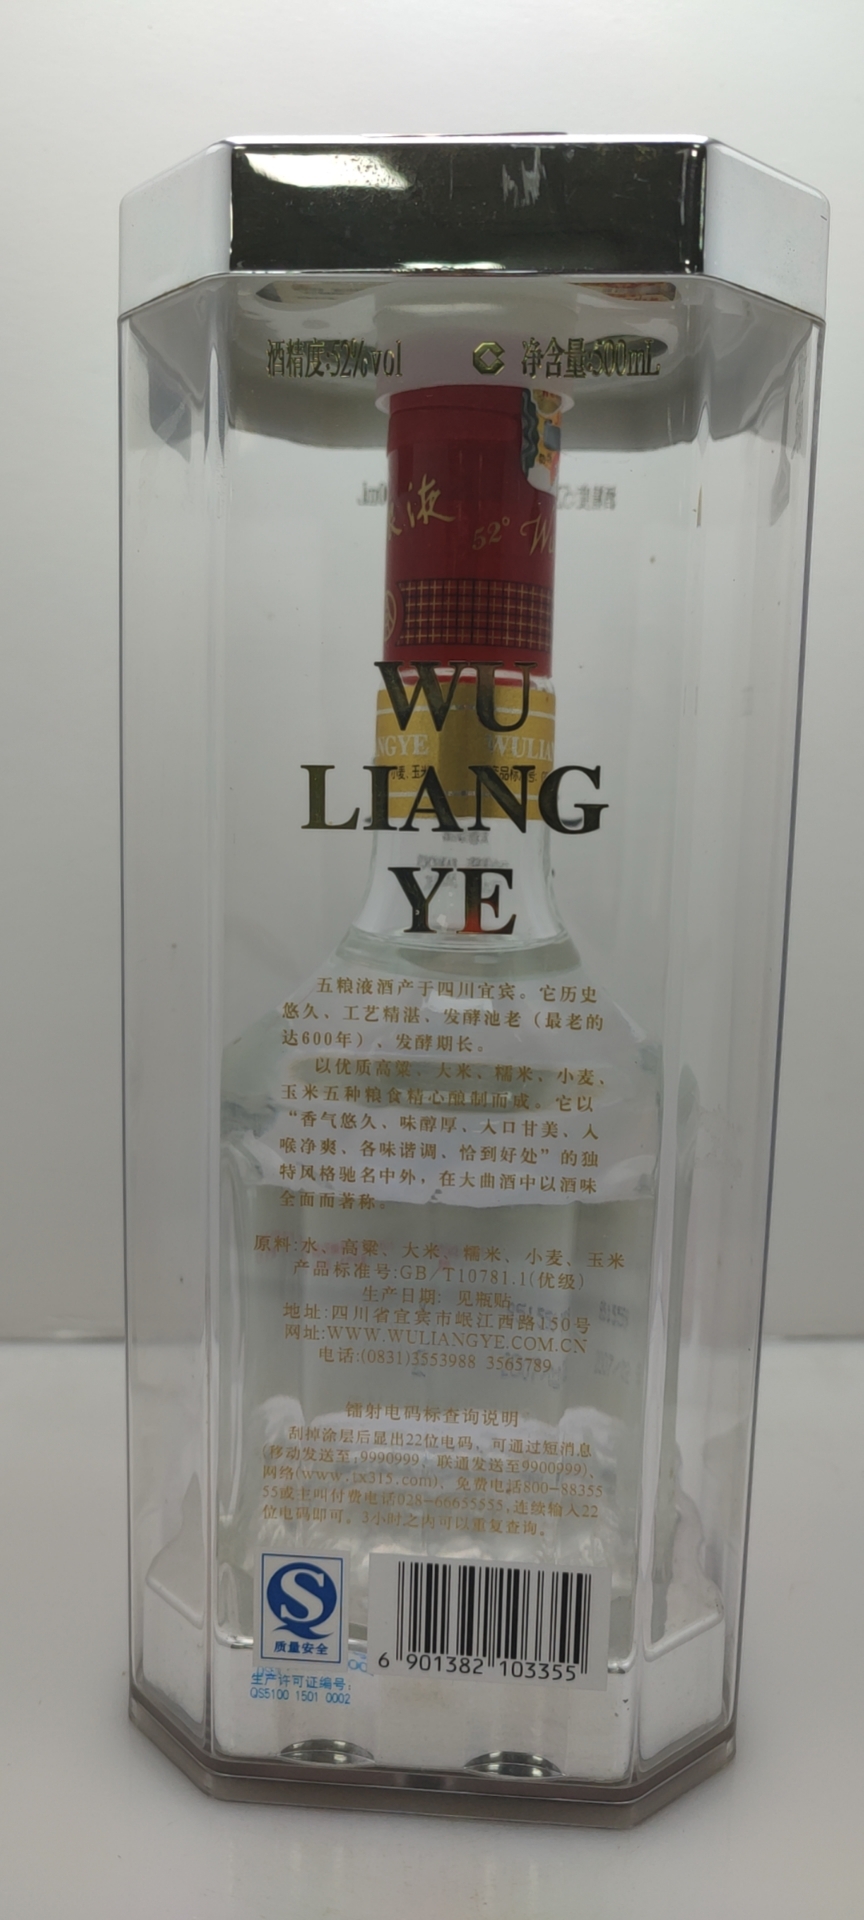 酒精度:52%vol 净含量:500mL
液 52°
WU
LIANG
YE
五粮液酒产于四川宜宾。它历史
悠久、工艺精湛、发酵池老（最老的
达600年）、发酵期长。
以优质高粱、大米、糯米、小麦、
玉米五种粮食精心酿制而成。它以
“香气悠久、味醇厚、入口甘美、入
喉净爽、各味谐调、恰到好处”的独
特风格驰名中外，在大曲酒中以酒味
全面而著称。
原料:水、高粱、大米、糯米、小麦、玉米
产品标准号:GB/T10781.1(优级)
生产日期: 见瓶贴
地址:四川省宜宾市岷江西路150号
网址:WWW.WULIANGYE.COM.CN
电话:(0831)3553988 3565789
镭射电码标查询说明
刮掉涂层后显出22位电码，可通过短消息
(移动发送至9990999、联通发送至9900999)、
网络(www.tx315.com)、免费电话800-88355
55或主叫付费电话028-66655555,连续输入22
位电码即可。3小时之内可以重复查询。
质量安全
生产许可证编号:
QS5100 1501 0002
6 901382 103355